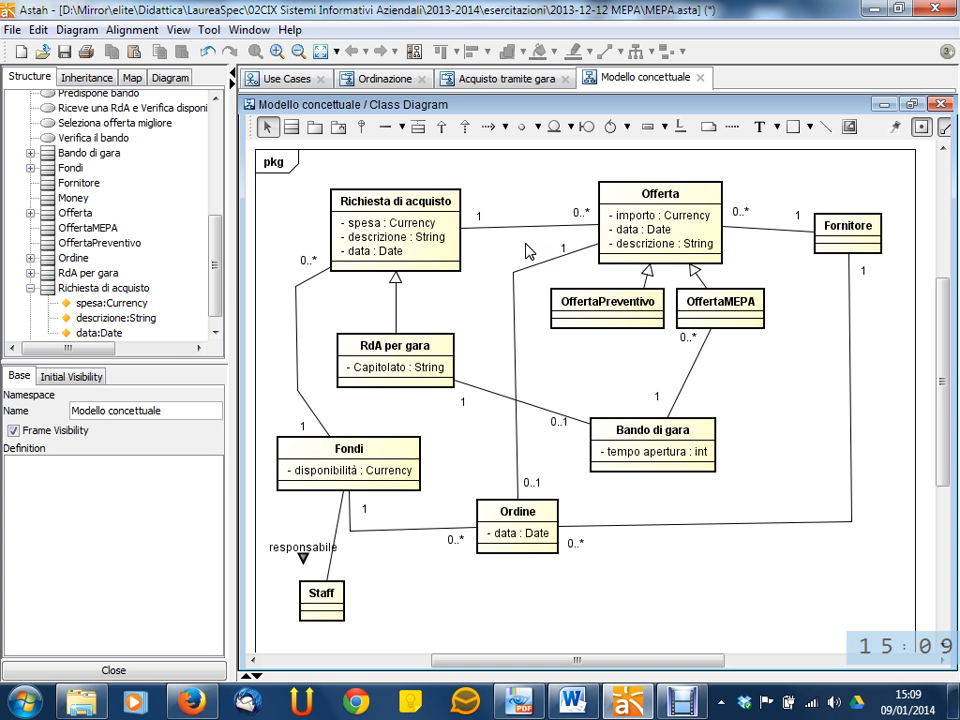 Astah - [D:\Mirror\elite\Didattica\LaureaSpec\02CIX Sistemi Informativi Aziendali\2013-2014\esercitazioni\2013-12-12 MEPA\MEPA.asta] (*)
File Edit Diagram Alignment View Tool Window Help
3
Structure Inheritance Map Diagram
Use Cases Ordinazione Acquisto tramite gara Modello concettuale
Predispone bando
Riceve una RdA e Verifica disponi
Seleziona offerta migliore
Verifica il bando
Bando di gara
Fondi
Fornitore
Money
Offerta
OffertaMEPA
OffertaPreventivo
Ordine
RdA per gara
Richiesta di acquisto
spesa:Currency
descrizione:String
data:Date
Base Initial Visibility
Namespace
Name Modello concettuale
Frame Visibility
Definition
Close
Modello concettuale / Class Diagram
T
pkg
Richiesta di acquisto
- spesa : Currency
- descrizione : String
- data : Date
1
0..*
Offerta
- importo : Currency
- data : Date
- descrizione : String
0..*
1
Fornitore
1
0..*
1
OffertaPreventivo
OffertaMEPA
0..*
RdA per gara
- Capitolato : String
1
0..1
1
Bando di gara
- tempo apertura : int
1
Fondi
- disponibilità : Currency
1
0..1
Ordine
- data : Date
0..*
0..*
responsabile
Staff
15:09
15:09
09/01/2014